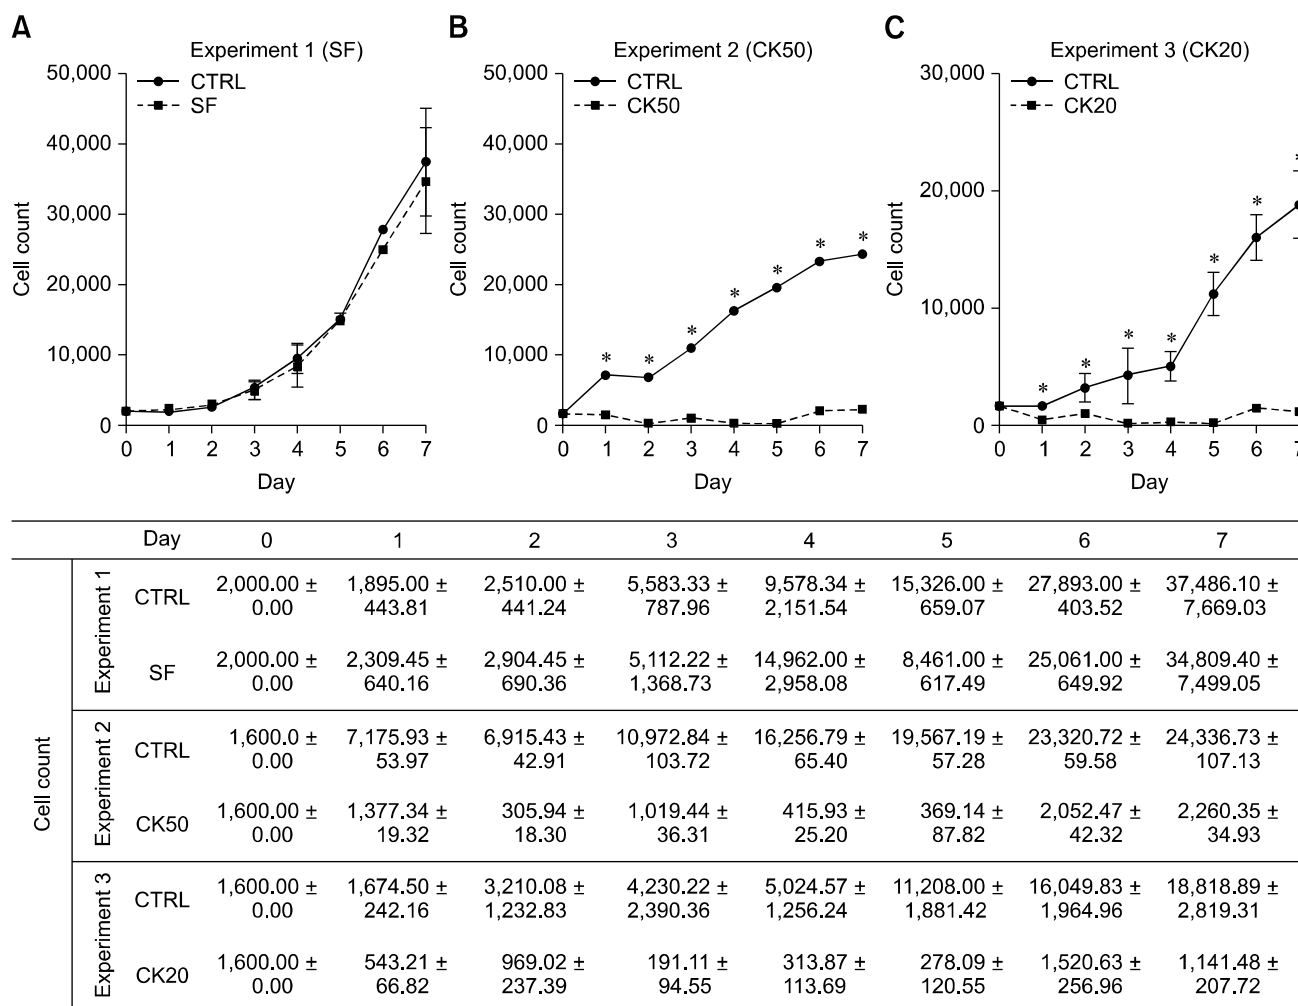 A
Experiment 1 (SF)
CTRL
SF
50,000
40,000
30,000
20,000
10,000
0
Cell count
0 1 2 3 4 5 6 7
Day
B
Experiment 2 (CK50)
CTRL
CK50
50,000
40,000
30,000
20,000
10,000
0
Cell count
* * * * * * *
0 1 2 3 4 5 6 7
Day
C
Experiment 3 (CK20)
CTRL
CK20
30,000
20,000
10,000
0
Cell count
* * * * * * *
0 1 2 3 4 5 6 7
Day
Day 0 1 2 3 4 5 6 7
Cell count
Experiment 1
CTRL 2,000.00 ± 1,895.00 ± 2,510.00 ± 5,583.33 ± 9,578.34 ± 15,326.00 ± 27,893.00 ± 37,486.10 ±
0.00 443.81 441.24 787.96 2,151.54 659.07 403.52 7,669.03
SF 2,000.00 ± 2,309.45 ± 2,904.45 ± 5,112.22 ± 14,962.00 ± 8,461.00 ± 25,061.00 ± 34,809.40 ±
0.00 640.16 690.36 1,368.73 2,958.08 617.49 649.92 7,499.05
Experiment 2
CTRL 1,600.0 ± 7,175.93 ± 6,915.43 ± 10,972.84 ± 16,256.79 ± 19,567.19 ± 23,320.72 ± 24,336.73 ±
0.00 53.97 42.91 103.72 65.40 57.28 59.58 107.13
CK50 1,600.00 ± 1,377.34 ± 305.94 ± 1,019.44 ± 415.93 ± 369.14 ± 2,052.47 ± 2,260.35 ±
0.00 19.32 18.30 36.31 25.20 87.82 42.32 34.93
Experiment 3
CTRL 1,600.00 ± 1,674.50 ± 3,210.08 ± 4,230.22 ± 5,024.57 ± 11,208.00 ± 16,049.83 ± 18,818.89 ±
0.00 242.16 1,232.83 2,390.36 1,256.24 1,881.42 1,964.96 2,819.31
CK20 1,600.00 ± 543.21 ± 969.02 ± 191.11 ± 313.87 ± 278.09 ± 1,520.63 ± 1,141.48 ±
0.00 66.82 237.39 94.55 113.69 120.55 256.96 207.72